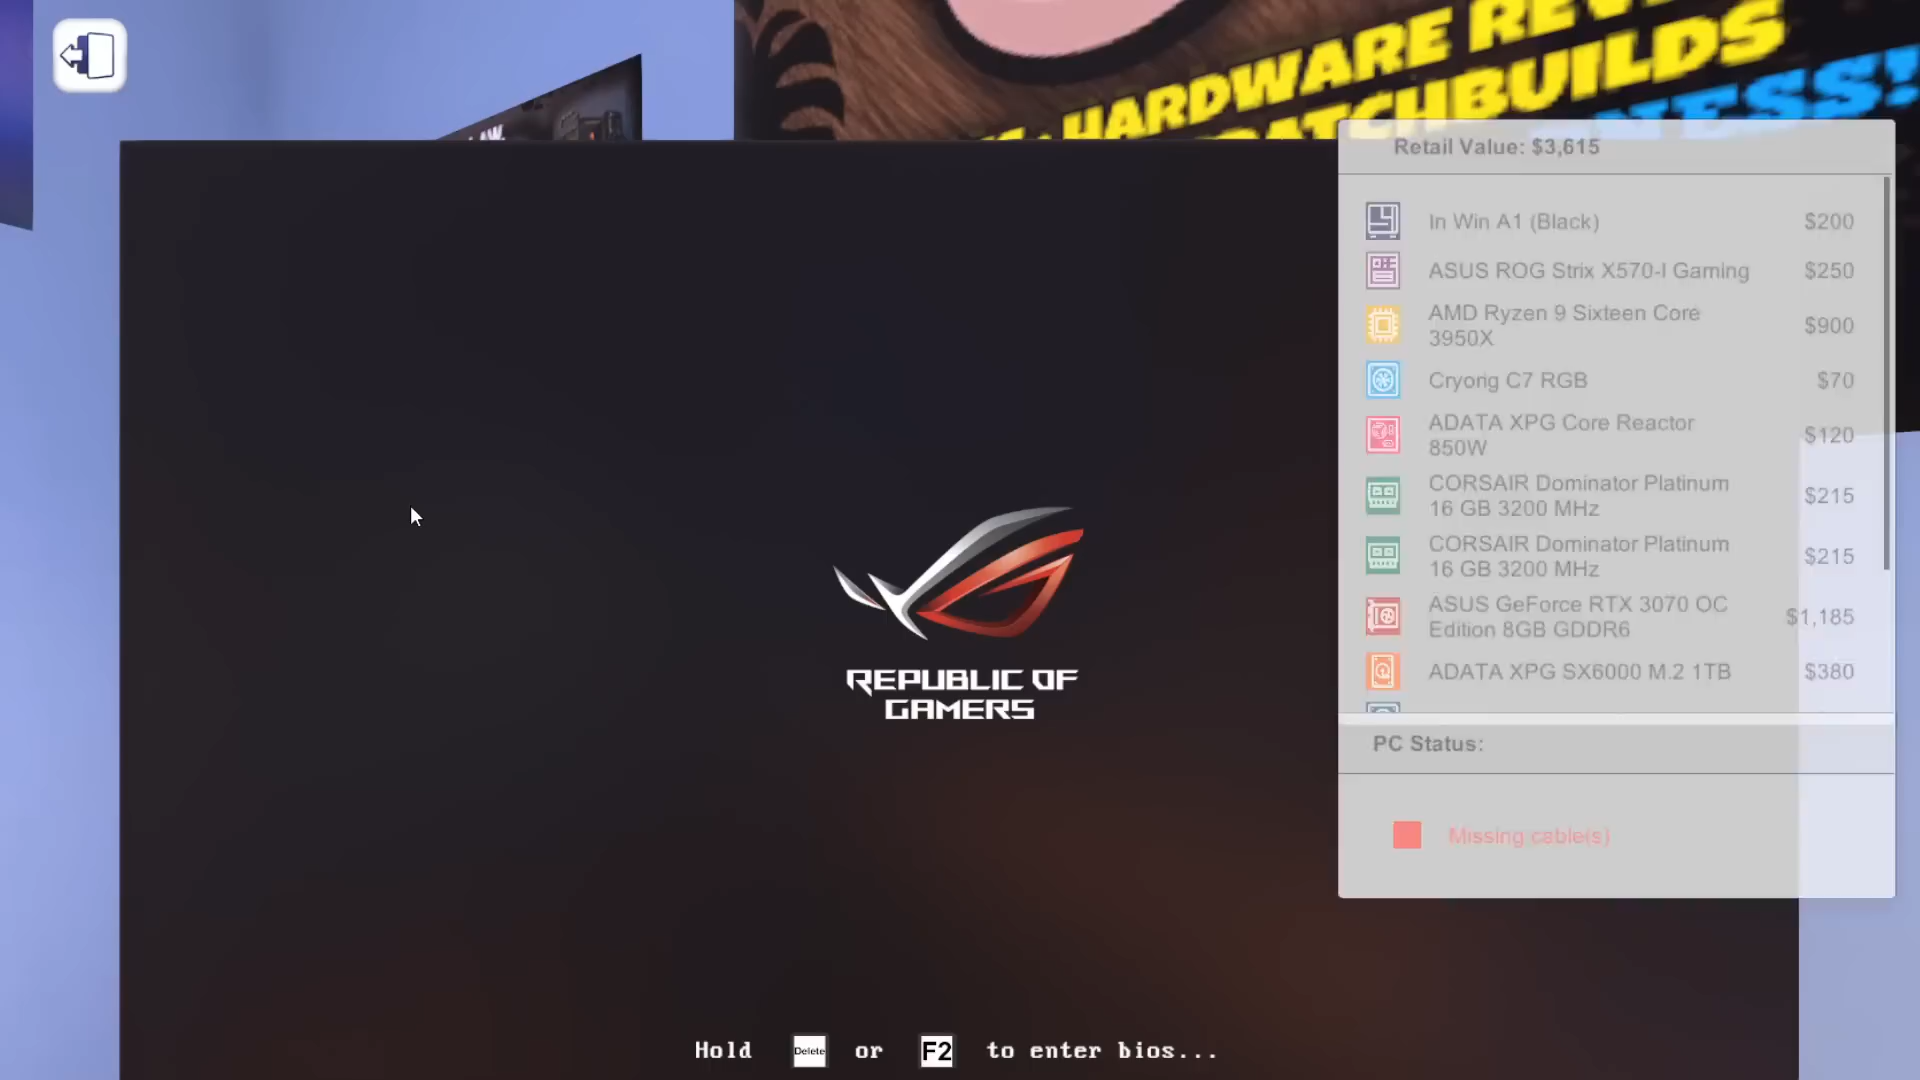 HARDWARE
BUILDS
NESS!
Retail Value: $3,615
In Win A1 (Black) $200
ASUS ROG Strix X570-I Gaming $250
AMD Ryzen 9 Sixteen Core
3950X $900
Cryorig C7 RGB $70
ADATA XPG Core Reactor
850W $120
CORSAIR Dominator Platinum
16 GB 3200 MHz $215
CORSAIR Dominator Platinum
16 GB 3200 MHz $215
ASUS GeForce RTX 3070 OC
Edition 8GB GDDR6 $1,185
ADATA XPG SX6000 M.2 1TB $380
PC Status:
Missing cable(s)
REPUBLIC OF
GAMERS
Hold Delete or F2 to enter bios...